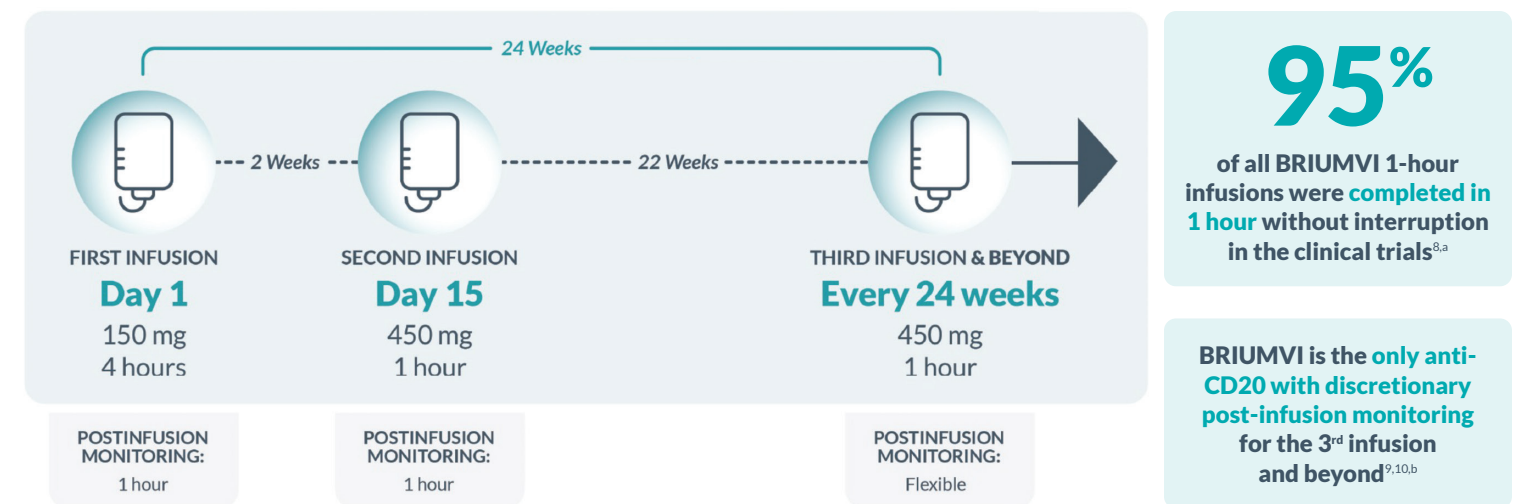 24 Weeks
2 Weeks
22 Weeks
FIRST INFUSION
Day 1
150 mg
4 hours
SECOND INFUSION
Day 15
450 mg
1 hour
THIRD INFUSION & BEYOND
Every 24 weeks
450 mg
1 hour
POSTINFUSION
MONITORING:
1 hour
POSTINFUSION
MONITORING:
1 hour
POSTINFUSION
MONITORING:
Flexible
95%
of all BRIUMVI 1-hour
infusions were completed in
1 hour without interruption
in the clinical trials8,a
BRIUMVI is the only anti-
CD20 with discretionary
post-infusion monitoring
for the 3rd infusion
and beyond9,10,b